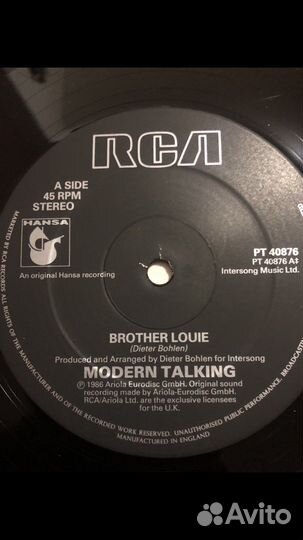 RCA
A SIDE
45 RPM
STEREO
HANSA
An original Hansa recording
PT 40876
PT 40876 A‡
Intersong Music Ltd.
BROTHER LOUIE
(Dieter Bohlen)
Produced and Arranged by Dieter Bohlen for Intersong
MODERN TALKING
Ⓟ 1986 Ariola Eurodisc GmbH. Original sound
recording made by Ariola-Eurodisc GmbH.
RCA/Ariola Ltd. are the exclusive licensees
for the U.K.
MARKETED BY RCA RECORDS. ALL RIGHTS OF THE MANUFACTURER AND OF THE RECORDED WORK RESERVED. UNAUTHORISED PUBLIC PERFORMANCE, BROADCASTING
MANUFACTURED IN ENGLAND
Avito